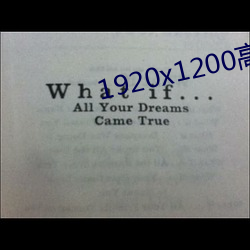 What if...
All Your Dreams
Came True
1920x1200高